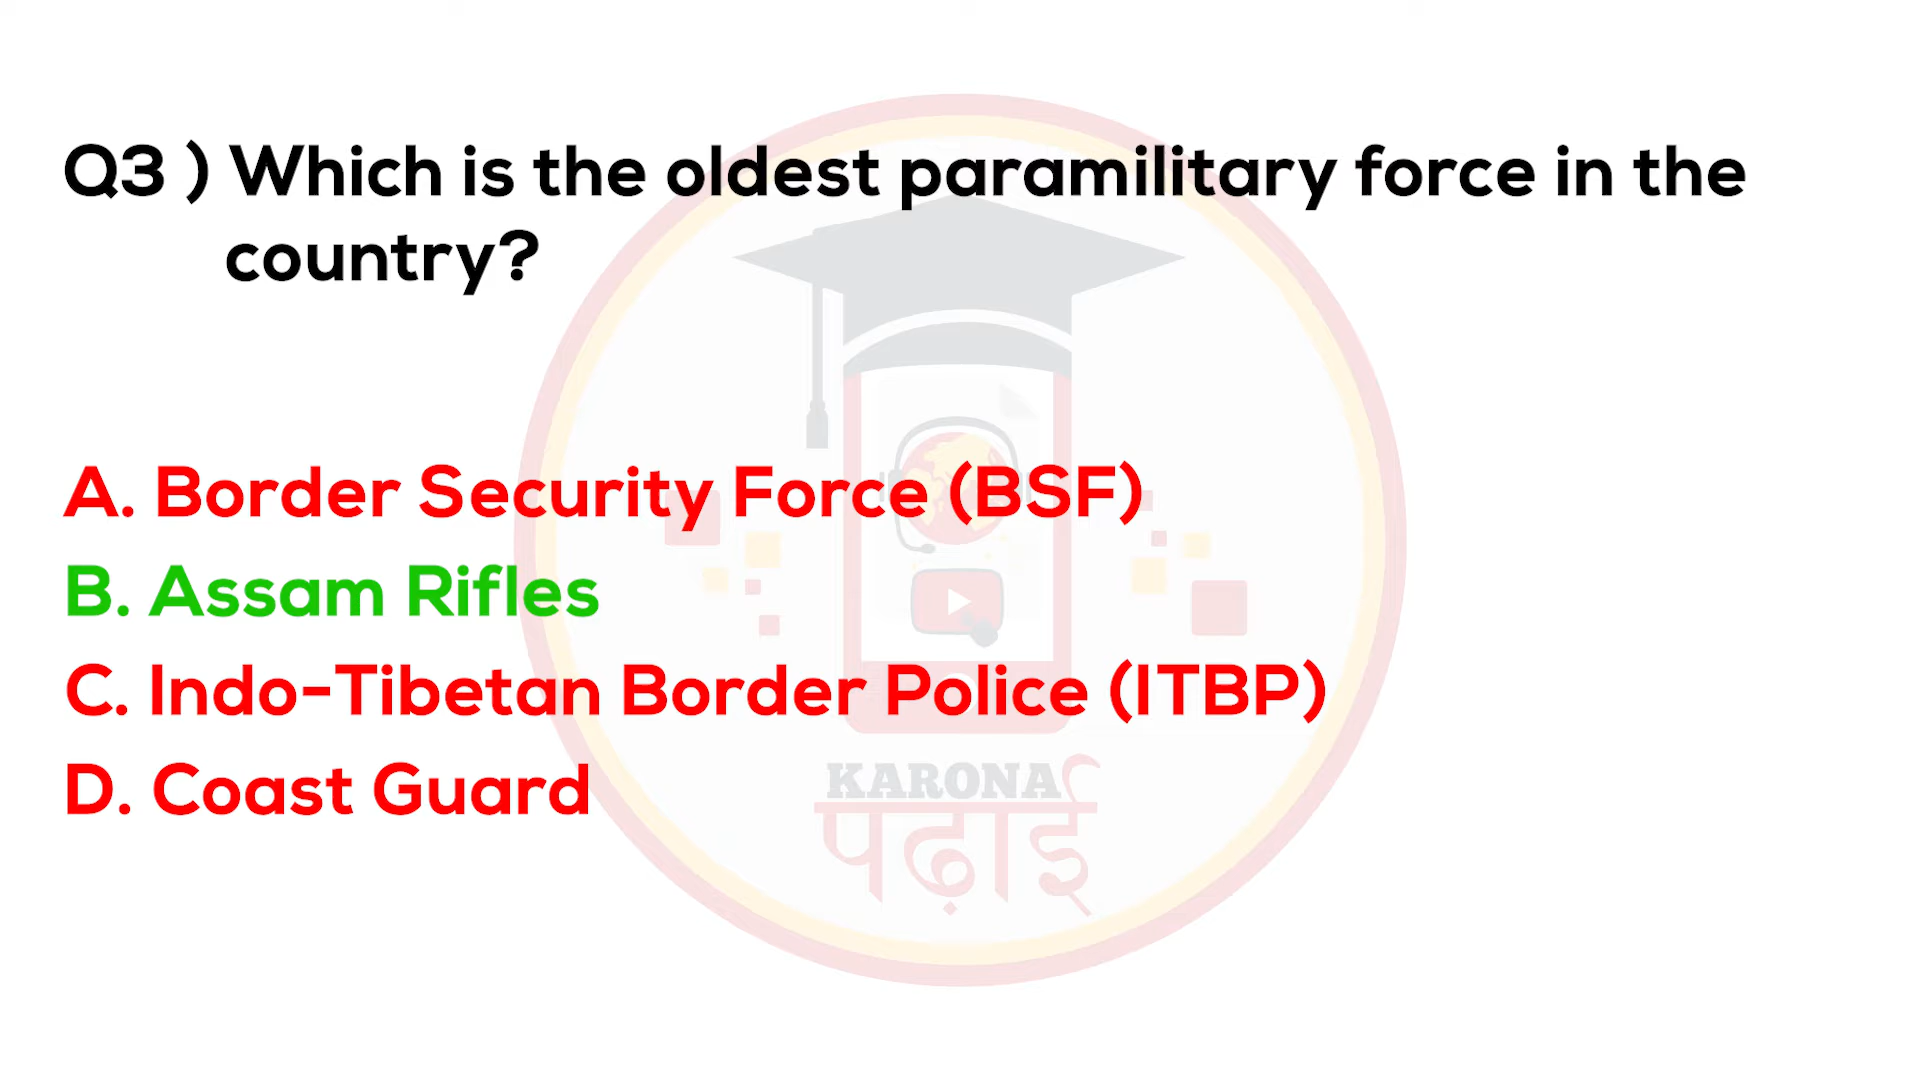 Q3 ) Which is the oldest paramilitary force in the
country?
A. Border Security Force (BSF)
B. Assam Rifles
C. Indo-Tibetan Border Police (ITBP)
D. Coast Guard
KARONA
पढ़ाई